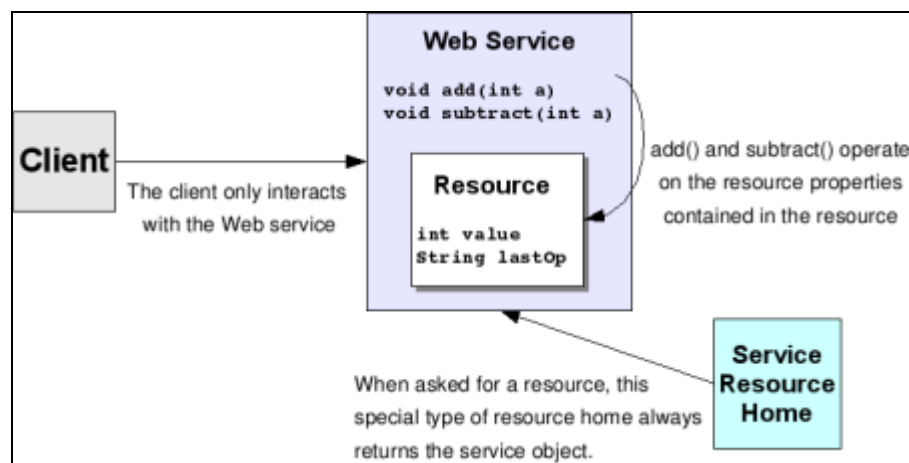 Web Service
void add(int a)
void subtract(int a)
Client
The client only interacts
with the Web service
Resource
int value
String lastOp
add() and subtract() operate
on the resource properties
contained in the resource
When asked for a resource, this
special type of resource home always
returns the service object.
Service
Resource
Home